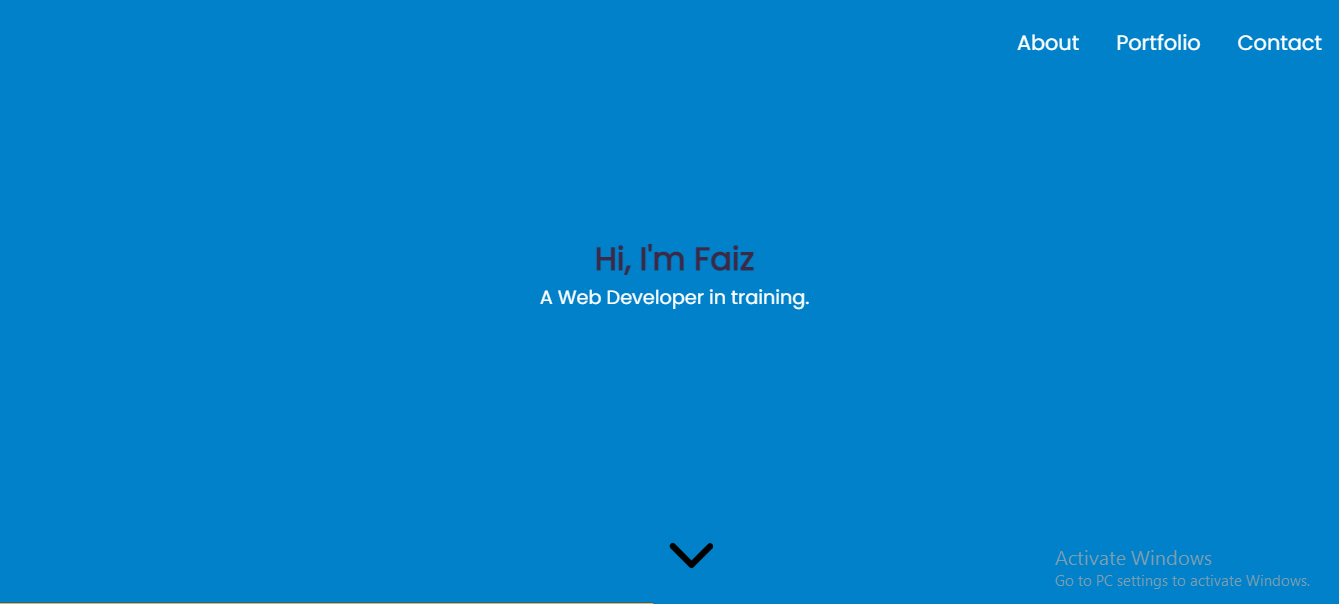 About Portfolio Contact
Hi, I'm Faiz
A Web Developer in training.
Activate Windows
Go to PC settings to activate Windows.